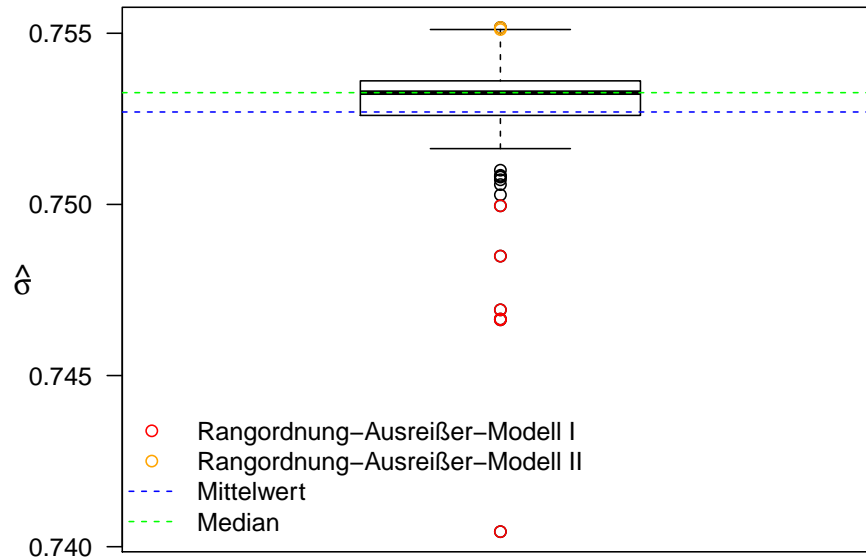 0.755
0.750
0.745
0.740
σ̂
Rangordnung−Ausreißer−Modell I
Rangordnung−Ausreißer−Modell II
Mittelwert
Median